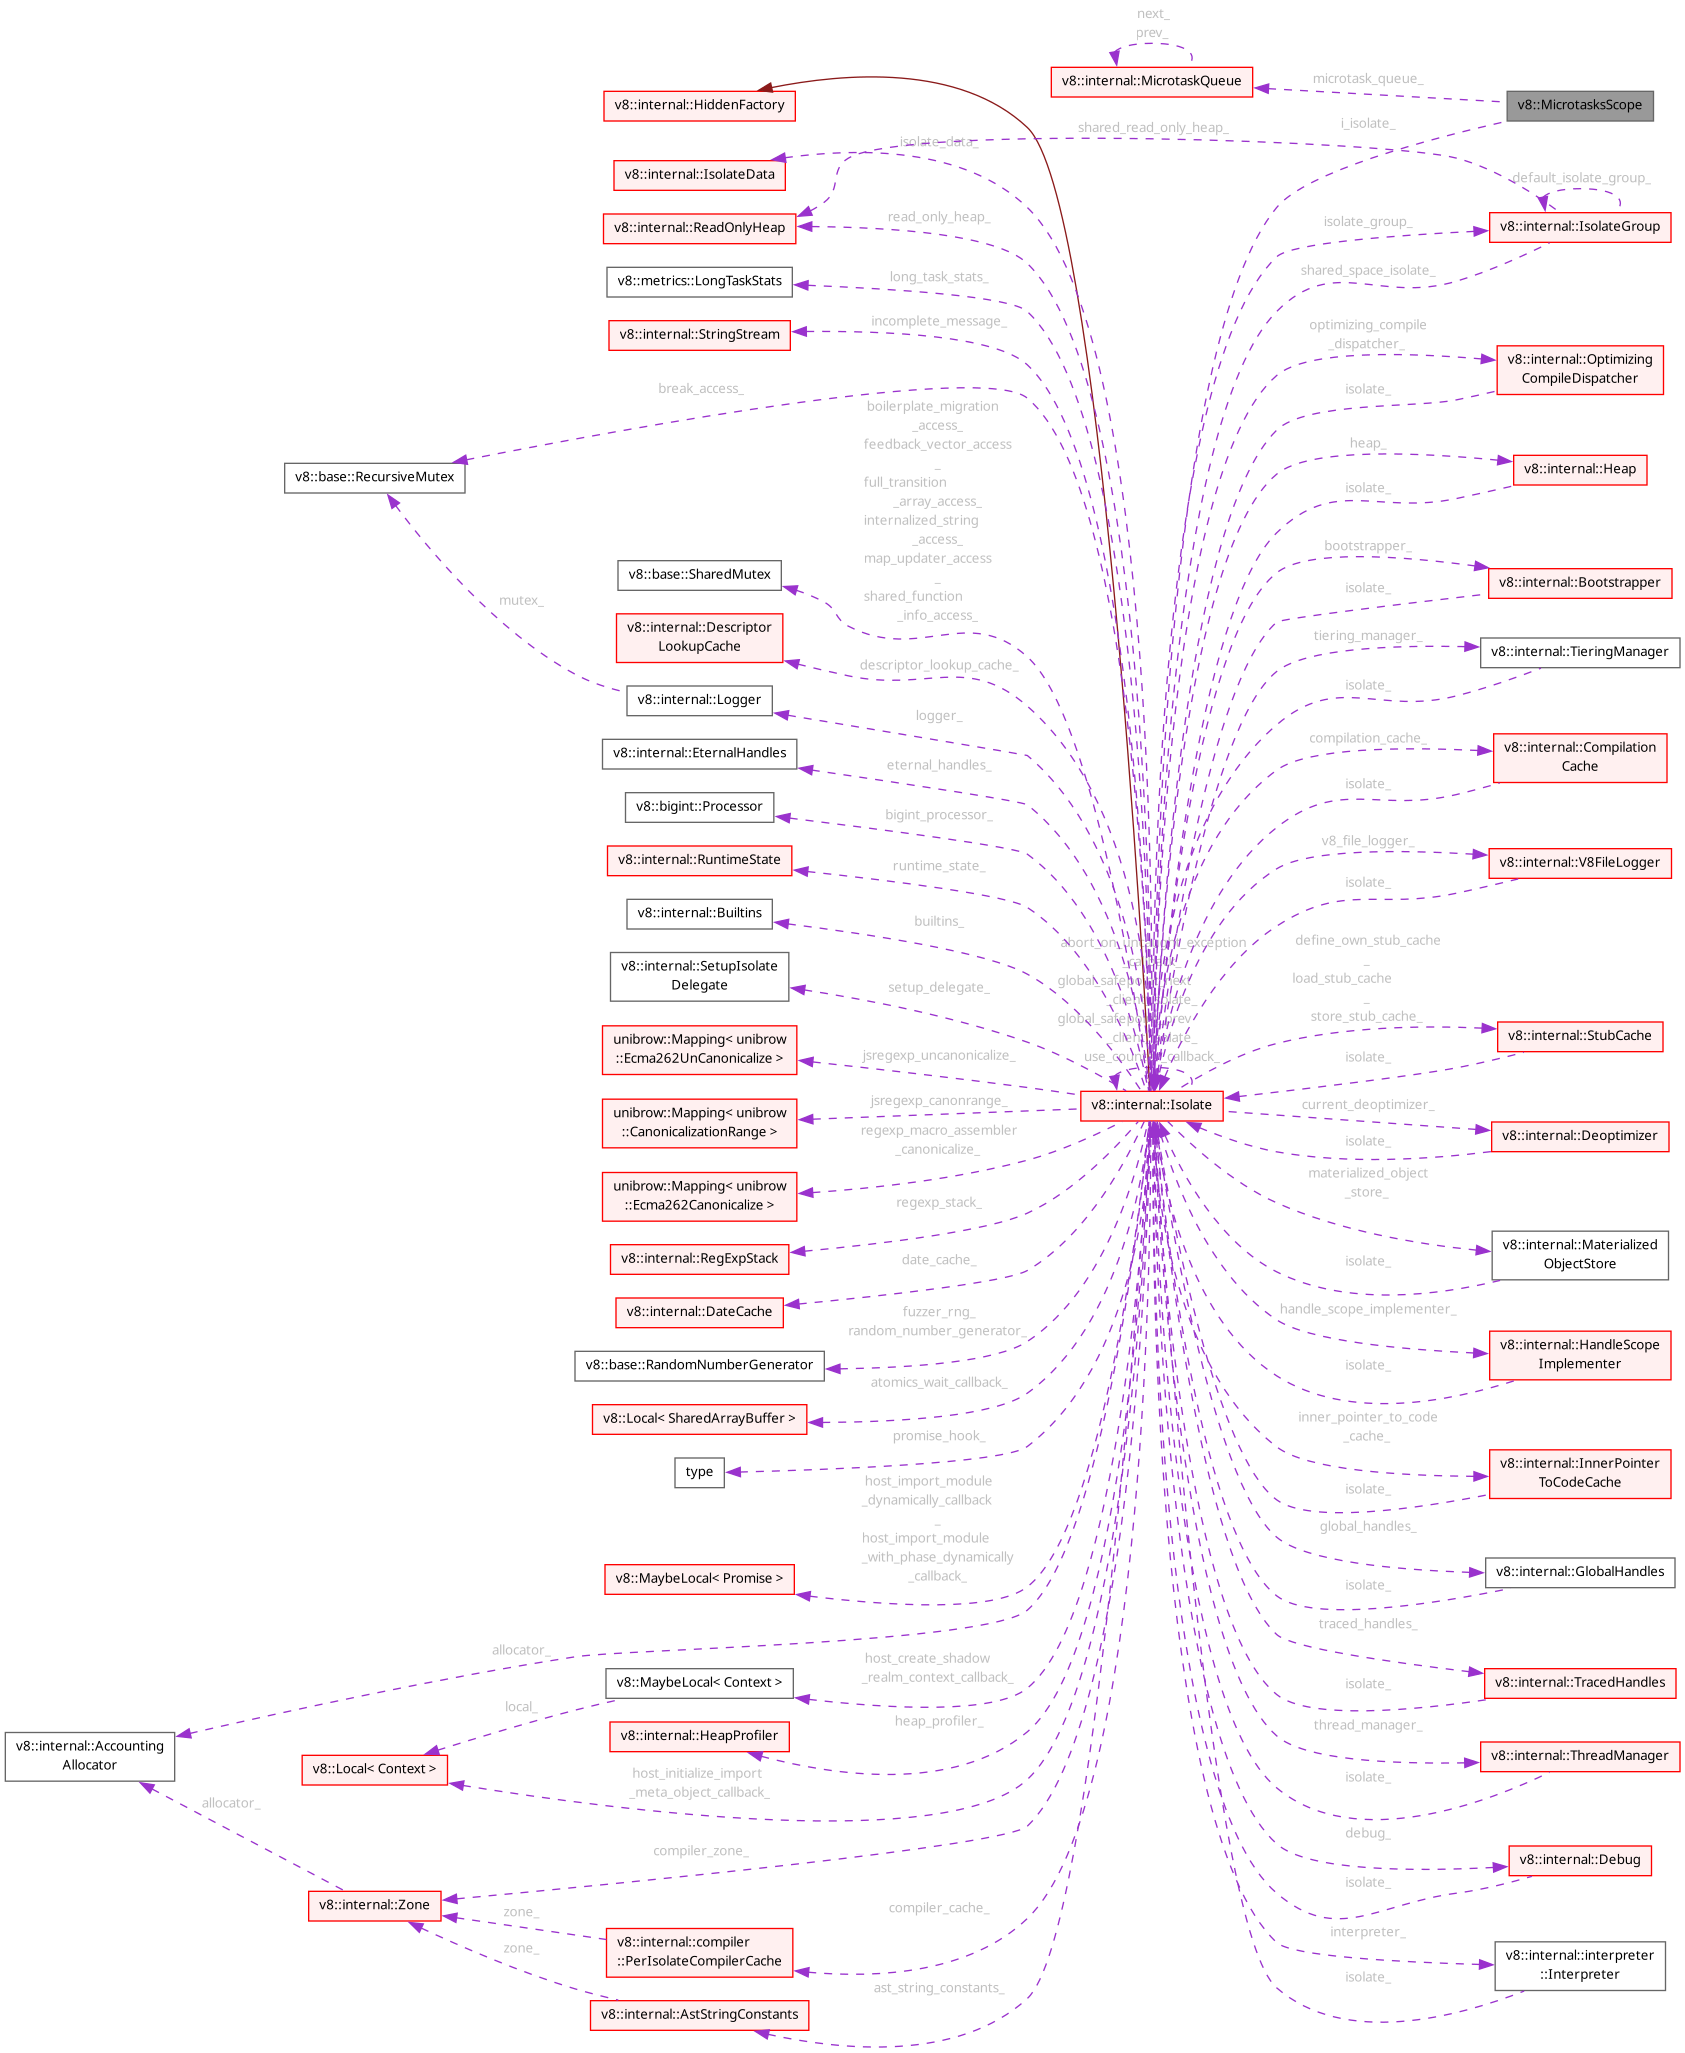 next_
prev_
v8::internal::MicrotaskQueue
microtask_queue_
v8::MicrotasksScope
v8::internal::HiddenFactory
i_isolate_
shared_read_only_heap_
isolate_data_
v8::internal::IsolateData
default_isolate_group_
v8::internal::ReadOnlyHeap
read_only_heap_
isolate_group_
v8::internal::IsolateGroup
v8::metrics::LongTaskStats
long_task_stats_
shared_space_isolate_
v8::internal::StringStream
incomplete_message_
optimizing_compile
_dispatcher_
v8::internal::Optimizing
CompileDispatcher
isolate_
break_access_
v8::base::RecursiveMutex
boilerplate_migration
_access_
feedback_vector_access
_
full_transition
_array_access_
internalized_string
_access_
map_updater_access
_
shared_function
_info_access_
heap_
v8::internal::Heap
isolate_
v8::base::SharedMutex
bootstrapper_
v8::internal::Bootstrapper
isolate_
mutex_
v8::internal::Descriptor
LookupCache
descriptor_lookup_cache_
tiering_manager_
v8::internal::TieringManager
isolate_
v8::internal::Logger
logger_
v8::internal::EternalHandles
eternal_handles_
compilation_cache_
v8::internal::Compilation
Cache
isolate_
v8::bigint::Processor
bigint_processor_
v8::internal::RuntimeState
runtime_state_
v8_file_logger_
v8::internal::V8FileLogger
isolate_
v8::internal::Builtins
builtins_
v8::internal::SetupIsolate
Delegate
setup_delegate_
use_counter_callback_
define_own_stub_cache
_
load_stub_cache
_
store_stub_cache_
v8::internal::StubCache
isolate_
unibrow::Mapping< unibrow
::Ecma262UnCanonicalize >
jsregexp_uncanonicalize_
v8::internal::Isolate
unibrow::Mapping< unibrow
::CanonicalizationRange >
jsregexp_canonrange_
current_deoptimizer_
v8::internal::Deoptimizer
isolate_
regexp_macro_assembler
_canonicalize_
unibrow::Mapping< unibrow
::Ecma262Canonicalize >
materialized_object
_store_
v8::internal::Materialized
ObjectStore
isolate_
v8::internal::RegExpStack
regexp_stack_
v8::internal::DateCache
date_cache_
fuzzer_rng_
random_number_generator_
v8::base::RandomNumberGenerator
handle_scope_implementer_
v8::internal::HandleScope
Implementer
isolate_
v8::Local< SharedArrayBuffer >
atomics_wait_callback_
type
promise_hook_
inner_pointer_to_code
_cache_
v8::internal::InnerPointer
ToCodeCache
isolate_
host_import_module
_dynamically_callback
_
host_import_module
_with_phase_dynamically
_callback_
v8::MaybeLocal< Promise >
global_handles_
v8::internal::GlobalHandles
isolate_
allocator_
v8::MaybeLocal< Context >
host_create_shadow
_realm_context_callback_
traced_handles_
v8::internal::TracedHandles
isolate_
local_
v8::internal::HeapProfiler
heap_profiler_
v8::internal::Accounting
Allocator
v8::Local< Context >
host_initialize_import
_meta_object_callback_
thread_manager_
v8::internal::ThreadManager
isolate_
allocator_
compiler_zone_
debug_
v8::internal::Debug
isolate_
v8::internal::Zone
zone_
v8::internal::compiler
::PerIsolateCompilerCache
compiler_cache_
interpreter_
v8::internal::interpreter
::Interpreter
isolate_
zone_
v8::internal::AstStringConstants
ast_string_constants_